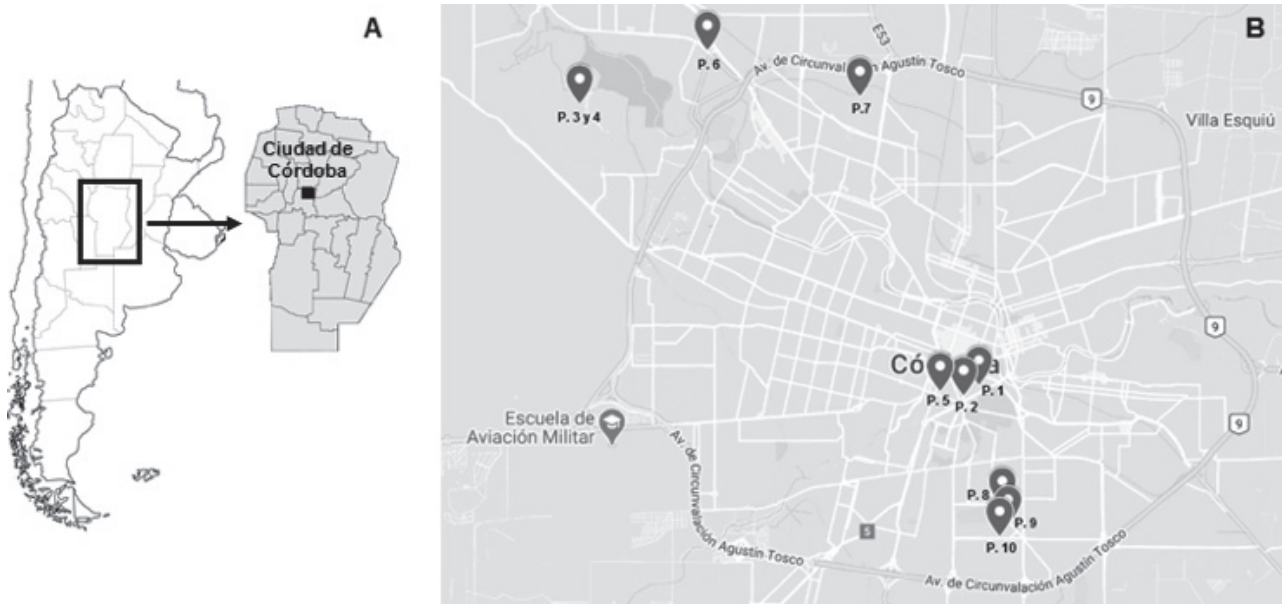 A
Ciudad de
Córdoba
B
P. 6
E53
Av. de Circunval
n Agustín Tosco
P.7
P. 3 y 4
9
Villa Esquiú
9
Có
a
P. 1
P. 5
P. 2
Escuela de
Aviación Militar
9
Av. de Circunvalación Agustín Tosco
P. 8
P. 9
5
P. 10
Av. de Circunvalación Agustín Tosco